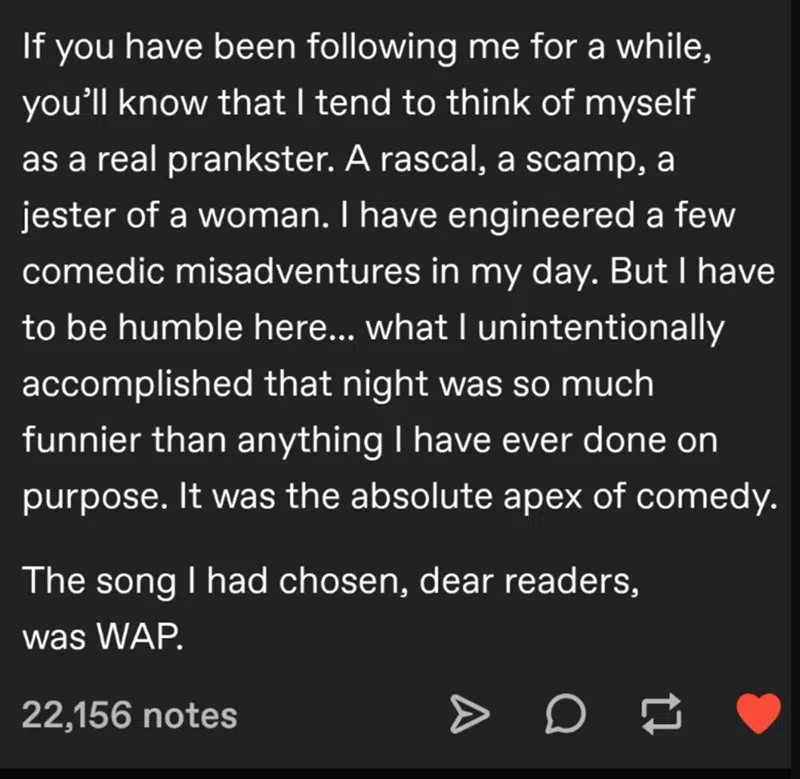 If you have been following me for a while,
you’ll know that I tend to think of myself
as a real prankster. A rascal, a scamp, a
jester of a woman. I have engineered a few
comedic misadventures in my day. But I have
to be humble here... what I unintentionally
accomplished that night was so much
funnier than anything I have ever done on
purpose. It was the absolute apex of comedy.
The song I had chosen, dear readers,
was WAP.
22,156 notes